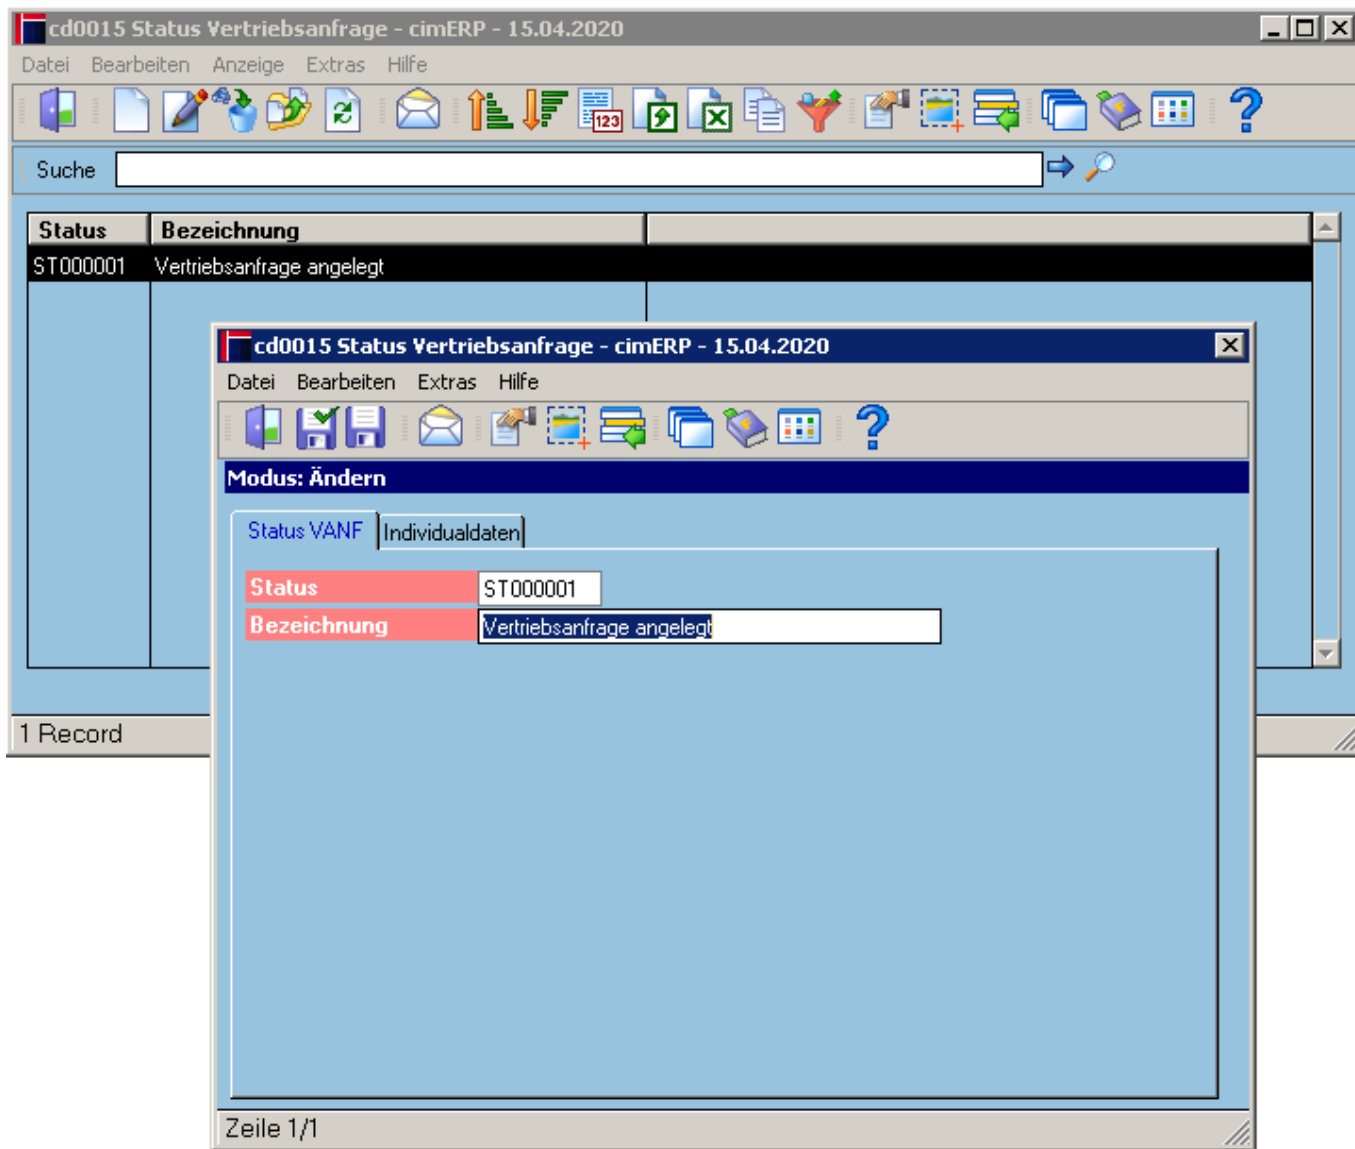 cd0015 Status Vertriebsanfrage - cimERP - 15.04.2020
Datei Bearbeiten Anzeige Extras Hilfe
123
Suche
Status Bezeichnung
ST000001 Vertriebsanfrage angelegt
cd0015 Status Vertriebsanfrage - cimERP - 15.04.2020
Datei Bearbeiten Extras Hilfe
Modus: Ändern
Status VANF Individualdaten
Status ST000001
Bezeichnung Vertriebsanfrage angelegt
1 Record
Zeile 1/1